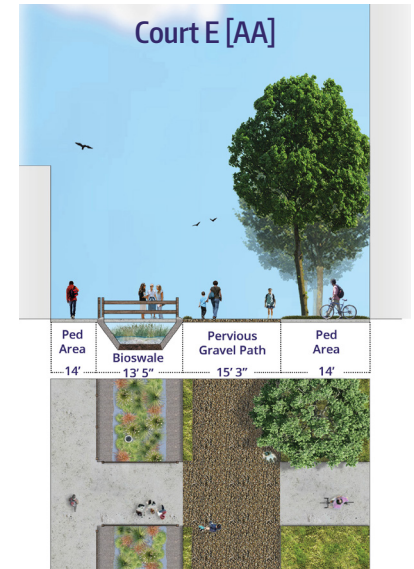 Court E [AA]
Ped
Area
14’
Bioswale
13’ 5”
Pervious
Gravel Path
15’ 3”
Ped
Area
14’